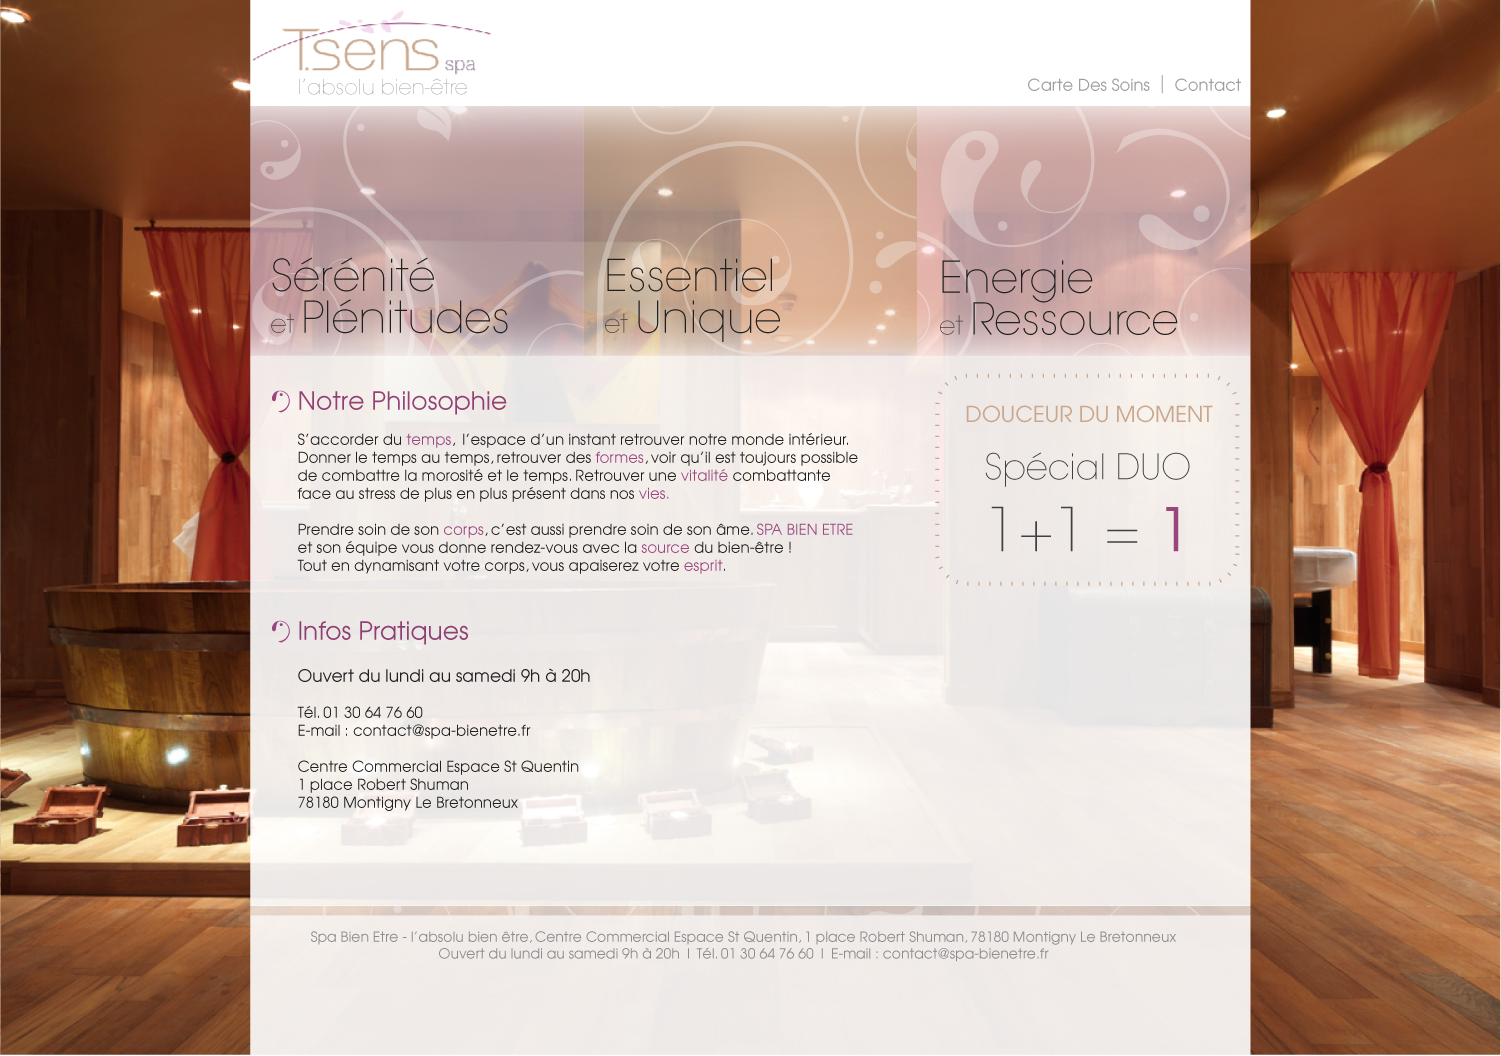 T.sens spa
l'absolu bien-être
Carte Des Soins | Contact
Sérénité
et Plénitudes
Essentiel
et Unique
Energie
et Ressource
Notre Philosophie
S'accorder du temps, l'espace d'un instant retrouver notre monde intérieur.
Donner le temps au temps, retrouver des formes, voir qu'il est toujours possible
de combattre la morosité et le temps. Retrouver une vitalité combattante
face au stress de plus en plus présent dans nos vies.
Prendre soin de son corps, c'est aussi prendre soin de son âme. SPA BIEN ETRE
et son équipe vous donne rendez-vous avec la source du bien-être !
Tout en dynamisant votre corps, vous apaiserez votre esprit.
DOUCEUR DU MOMENT
Spécial DUO
1+1 = 1
Infos Pratiques
Ouvert du lundi au samedi 9h à 20h
Tél. 01 30 64 76 60
E-mail : contact@spa-bienetre.fr
Centre Commercial Espace St Quentin
1 place Robert Shuman
78180 Montigny Le Bretonneux
Spa Bien Etre - l'absolu bien être, Centre Commercial Espace St Quentin, 1 place Robert Shuman, 78180 Montigny Le Bretonneux
Ouvert du lundi au samedi 9h à 20h I Tél. 01 30 64 76 60 I E-mail : contact@spa-bienetre.fr